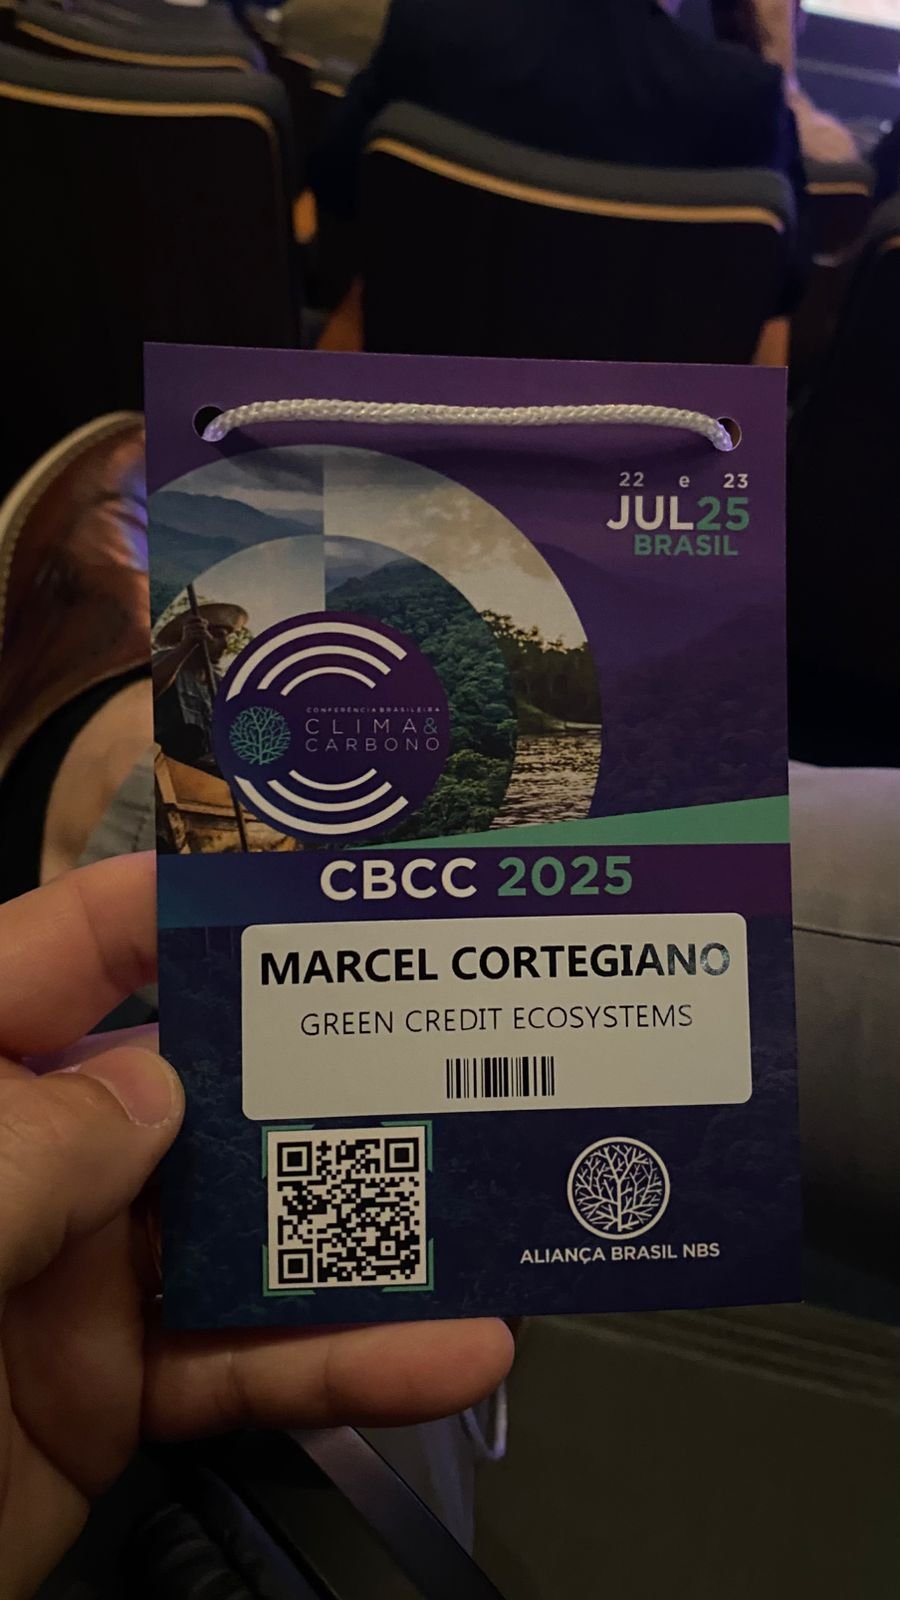 22 e 23
JUL25
BRASIL
CONFERÊNCIA BRASILEIRA
CLIMA&
CARBONO
CBCC 2025
MARCEL CORTEGIANO
GREEN CREDIT ECOSYSTEMS
ALIANÇA BRASIL NBS